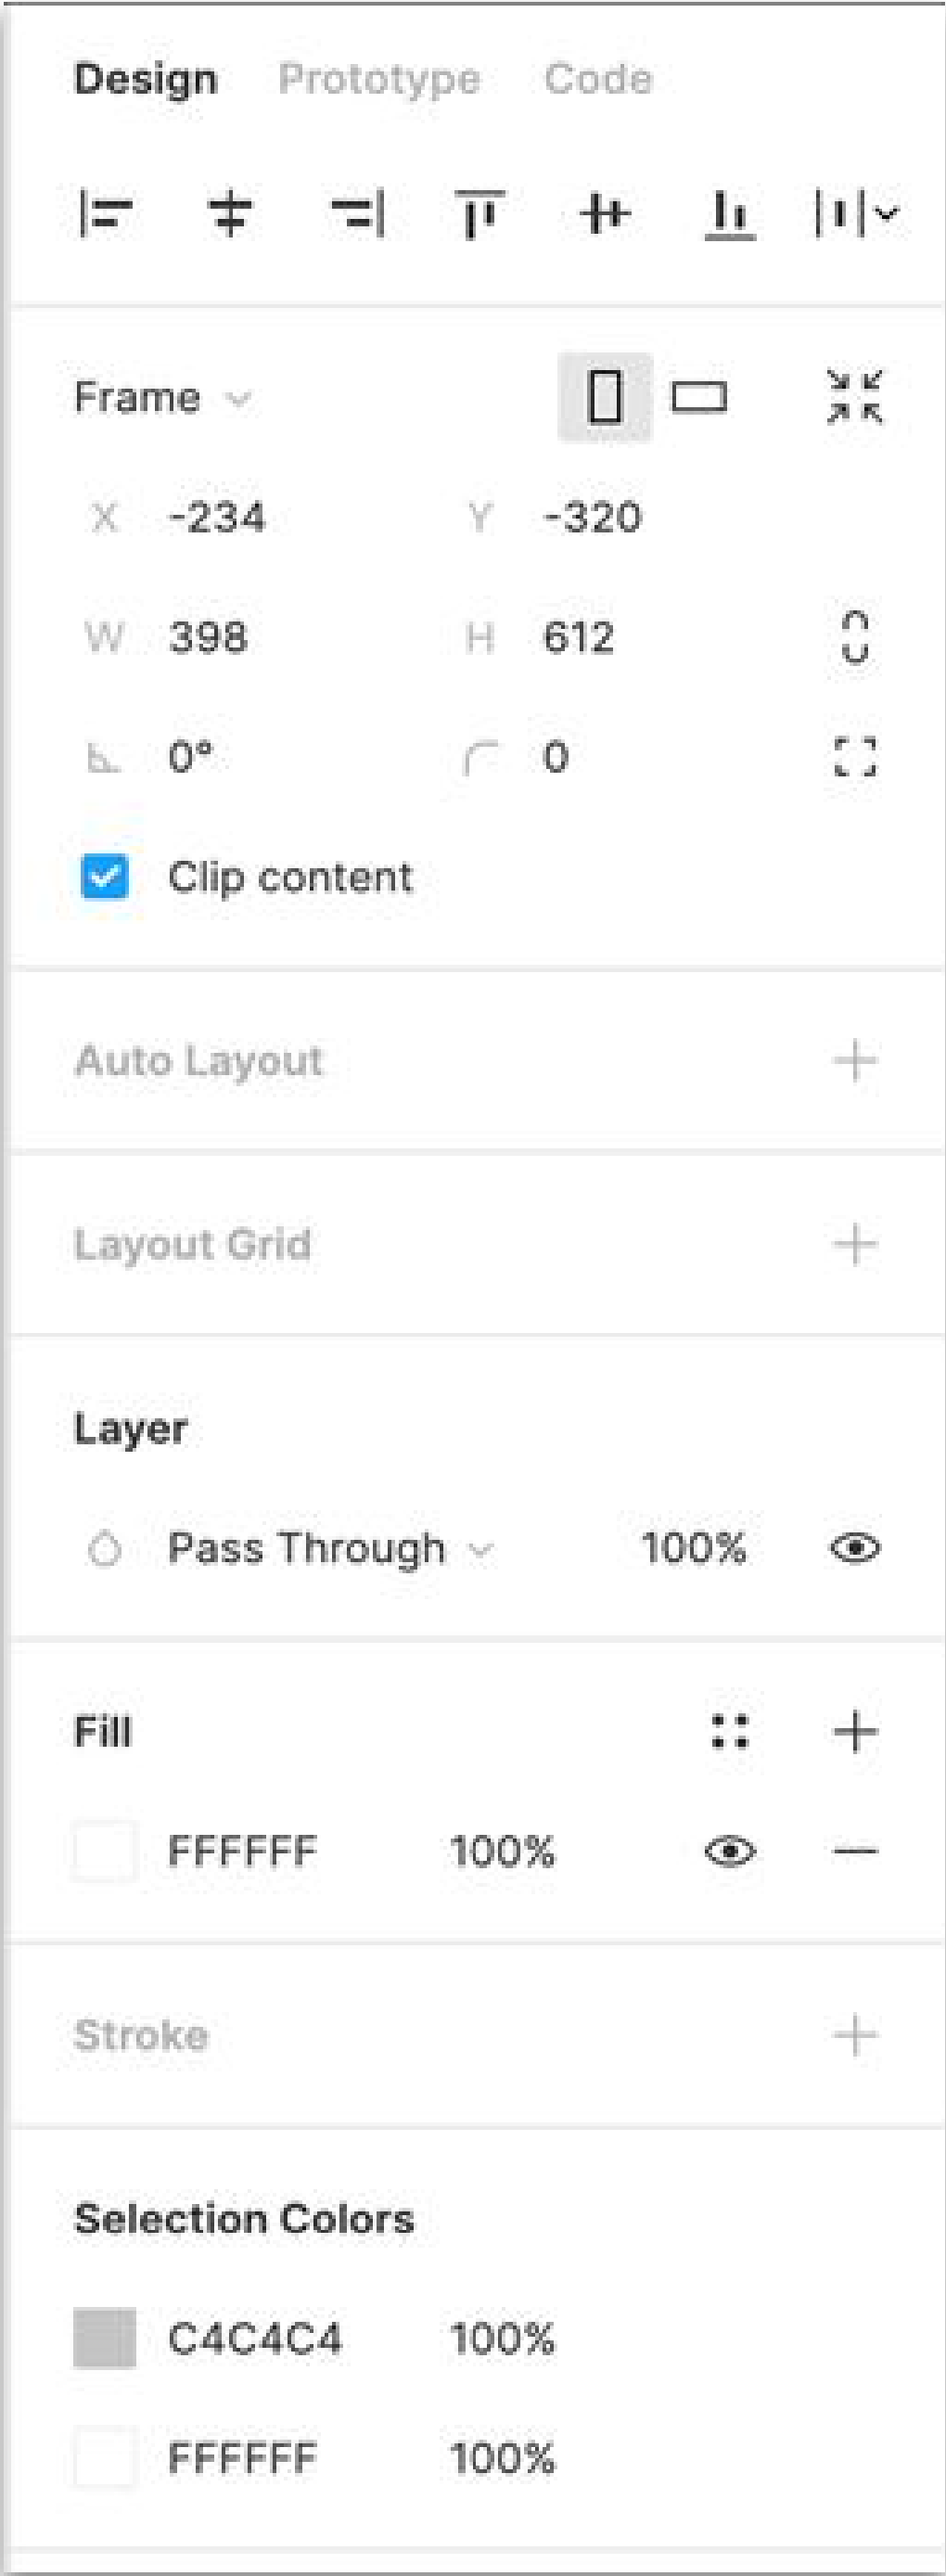 Design Prototype Code
Frame
X -234 Y -320
W 398 H 612
0° 0
Clip content
Auto Layout
Layout Grid
Layer
Pass Through 100%
Fill
FFFFFF 100%
Stroke
Selection Colors
C4C4C4 100%
FFFFFF 100%